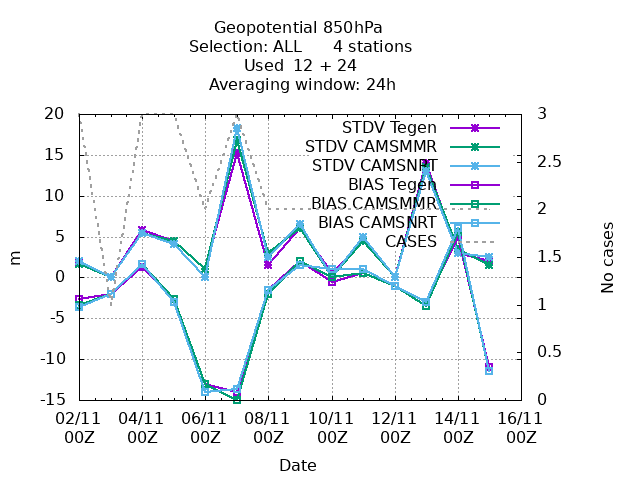 Geopotential 850hPa
Selection: ALL      4 stations
Used  12 + 24
Averaging window: 24h
STDV Tegen
STDV CAMSMMR
STDV CAMSNRT
BIAS Tegen
BIAS CAMSMMR
BIAS CAMSNRT
CASES
20
15
10
5
0
-5
-10
-15
m
3
2.5
2
1.5
1
0.5
0
No cases
02/11 04/11 06/11 08/11 10/11 12/11 14/11 16/11
00Z 00Z 00Z 00Z 00Z 00Z 00Z 00Z
Date